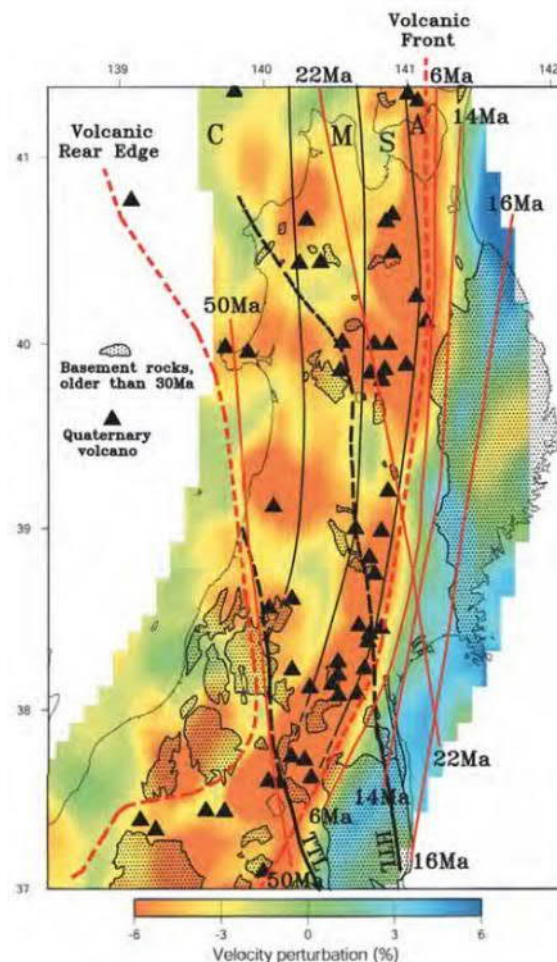 Volcanic
Front
139
140
141
142
22Ma
6Ma
14Ma
C
M
S
A
41
Volcanic
Rear Edge
16Ma
50Ma
40
Basement rocks,
older than 30Ma
Quaternary
volcano
39
38
22Ma
14Ma
6Ma
TTL
HTL
16Ma
50Ma
37
-6
-3
0
3
6
Velocity perturbation (%)